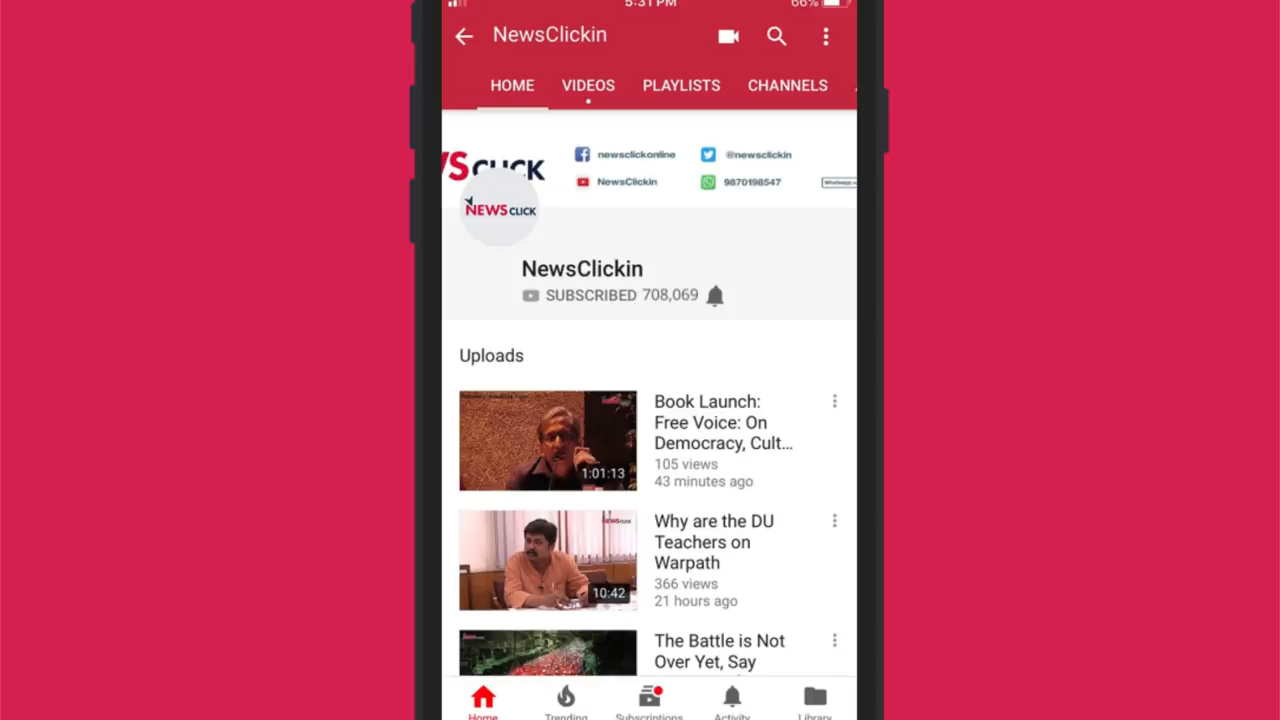 5:31 PM
66%
NewsClickin
HOME VIDEOS PLAYLISTS CHANNELS
CLICK
newsclickonline @newsclickin
NewsClickin 9870198547
NEWS CLICK
NewsClickin
SUBSCRIBED 708,069
Uploads
Book Launch:
Free Voice: On
Democracy, Cult...
105 views
43 minutes ago
1:01:13
Why are the DU
Teachers on
Warpath
366 views
21 hours ago
NEWSCLICK
10:42
The Battle is Not
Over Yet, Say
Home Trending Subscriptions Activity Library